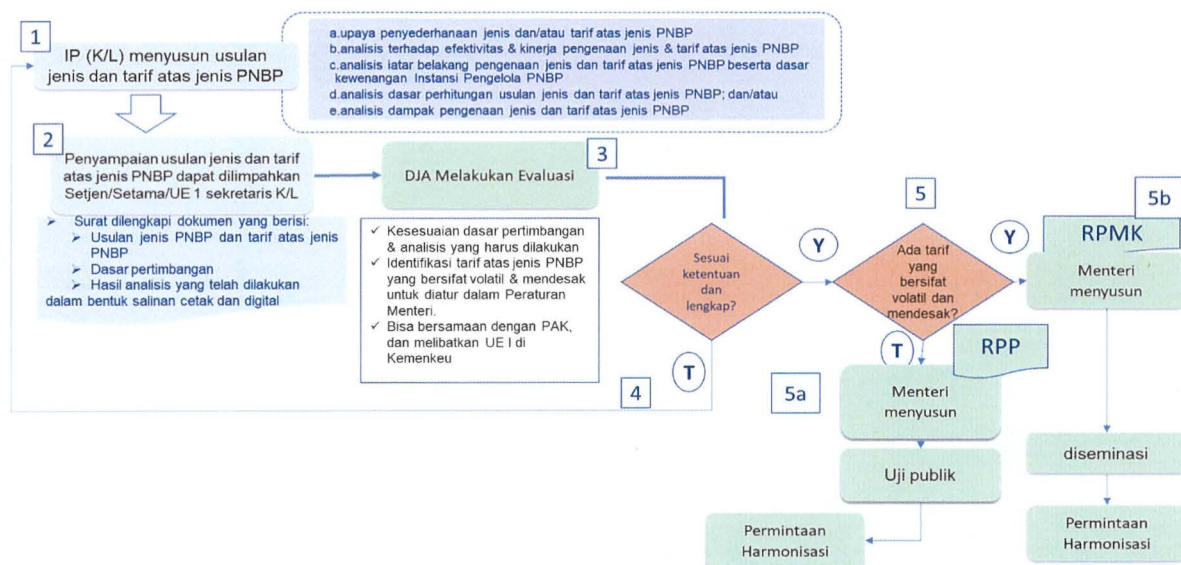 1
IP (K/L) menyusun usulan
jenis dan tarif atas jenis PNBP
a.upaya penyederhanaan jenis dan/atau tarif atas jenis PNBP
b.analisis terhadap efektivitas & kinerja pengenaan jenis & tarif atas jenis PNBP
c.analisis iatar belakang pengenaan jenis dan tarif atas jenis PNBP beserta dasar
kewenangan Instansi Pengelola PNBP
d.analisis dasar perhitungan usulan jenis dan tarif atas jenis PNBP; dan/atau
e.analisis dampak pengenaan jenis dan tarif atas jenis PNBP
2
Penyampaian usulan jenis dan tarif
atas jenis PNBP dapat dilimpahkan
Setjen/Setama/UE 1 sekretaris K/L
➤ Surat dilengkapi dokumen yang berisi:
➤ Usulan jenis PNBP dan tarif atas jenis
PNBP
➤ Dasar pertimbangan
➤ Hasil analisis yang telah dilakukan
dalam bentuk salinan cetak dan digital
3
DJA Melakukan Evaluasi
✓ Kesesuaian dasar pertimbangan
& analisis yang harus dilakukan
✓ Identifikasi tarif atas jenis PNBP
yang bersifat volatil & mendesak
untuk diatur dalam Peraturan
Menteri.
✓ Bisa bersamaan dengan PAK,
dan melibatkan UE I di
Kemenkeu
Sesuai
ketentuan
dan
lengkap?
Y
T
4
5
Ada tarif
yang
bersifat
volatil dan
mendesak?
Y
T
5b
RPMK
Menteri
menyusun
diseminasi
Permintaan
Harmonisasi
RPP
5a
Menteri
menyusun
Uji publik
Permintaan
Harmonisasi